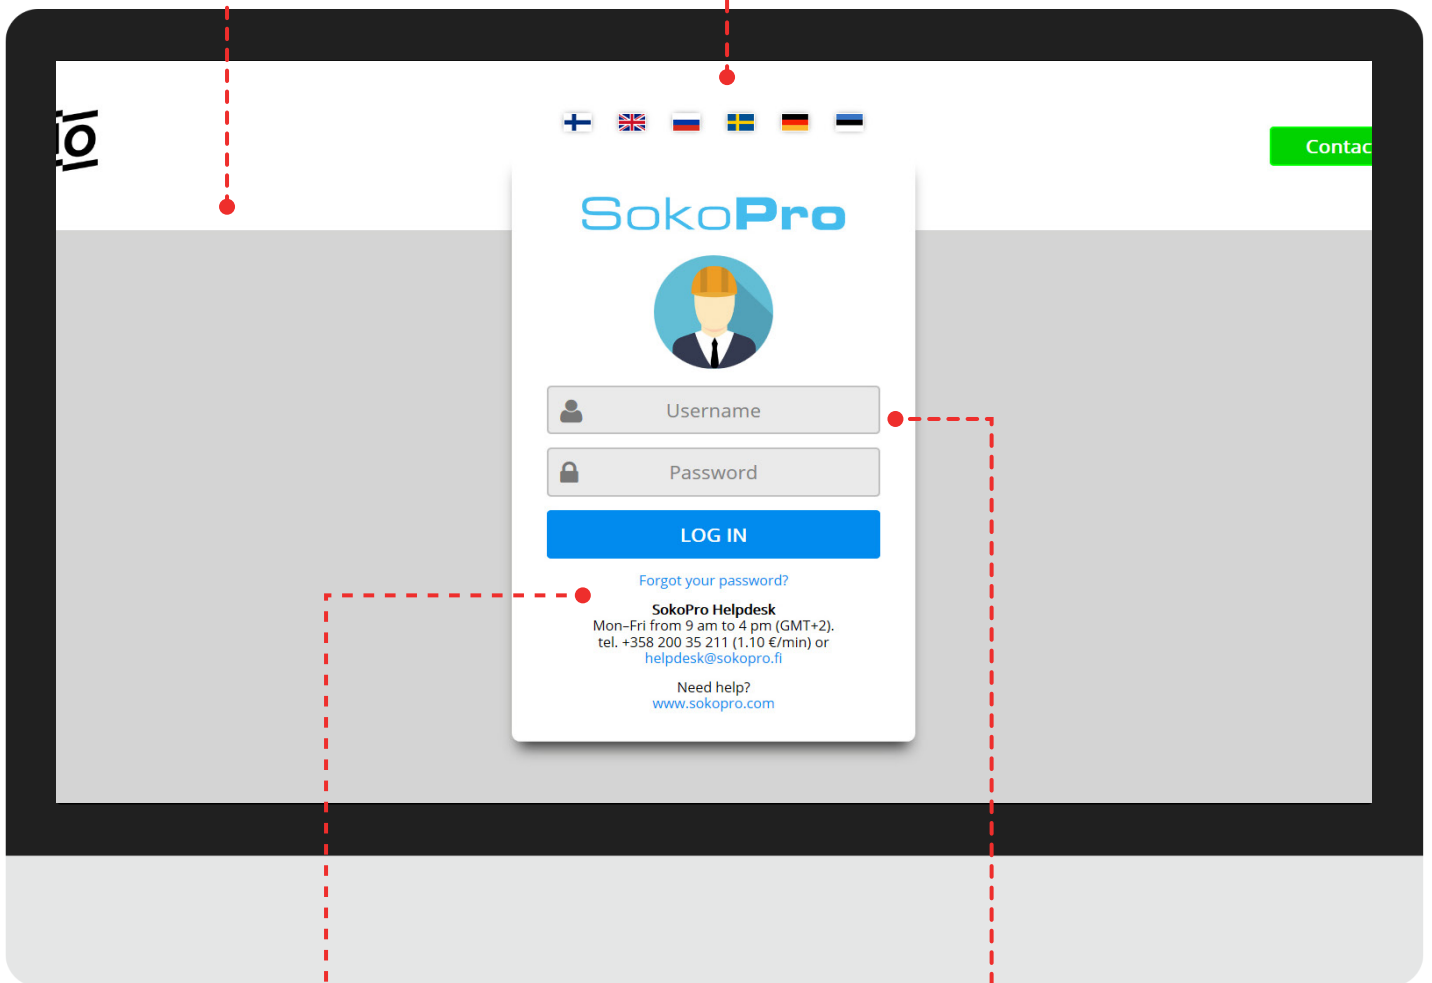 Contac
SokoPro
Username
Password
LOG IN
Forgot your password?
SokoPro Helpdesk
Mon–Fri from 9 am to 4 pm (GMT+2).
tel. +358 200 35 211 (1.10 €/min) or
helpdesk@sokopro.fi
Need help?
www.sokopro.com